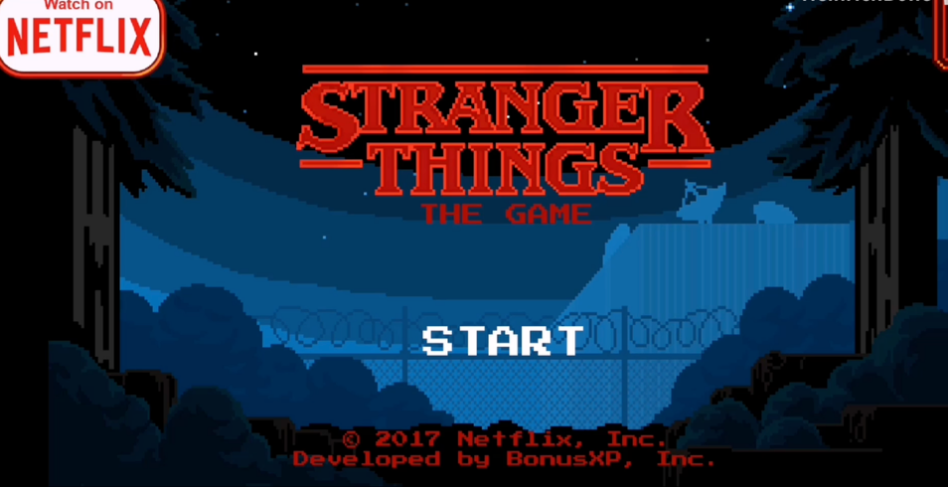 Watch on
NETFLIX
STRANGER
THINGS
THE GAME
START
© 2017 Netflix, Inc.
Developed by BonusXP, Inc.